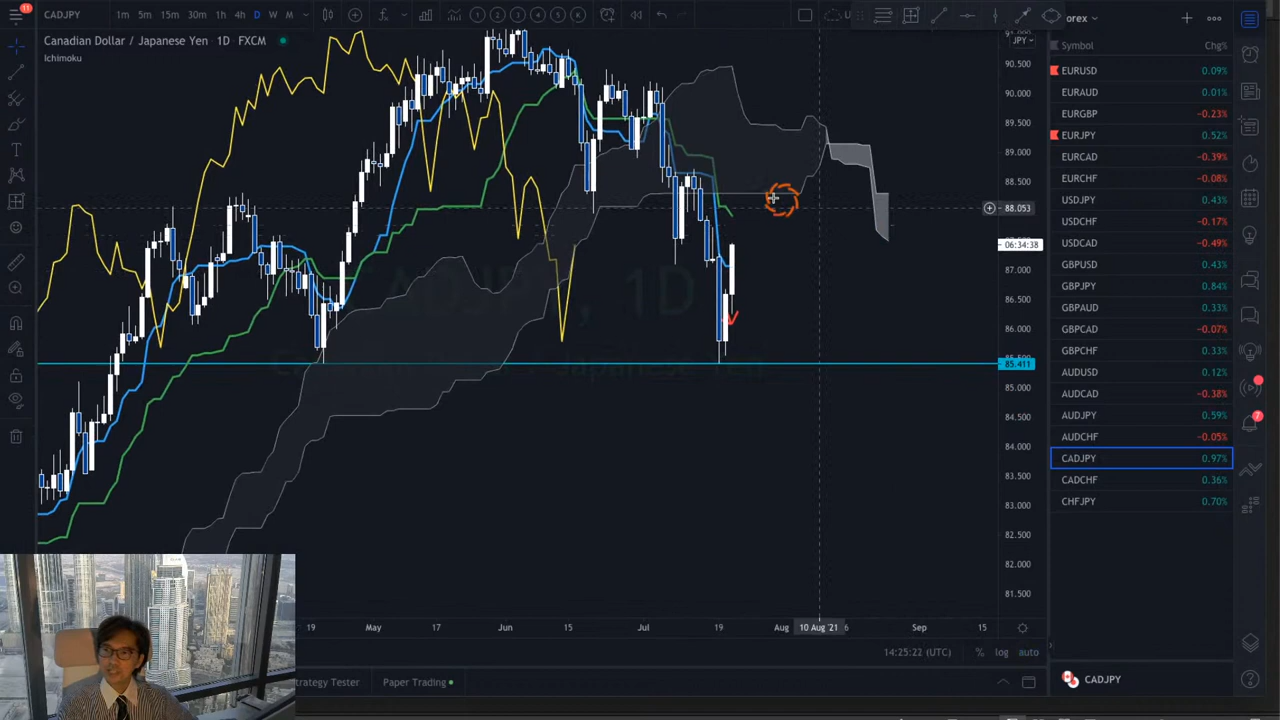 11
CADJPY 1m 5m 15m 30m 1h 4h D W M
Canadian Dollar / Japanese Yen · 1D · FXCM
Ichimoku
JPY
90.500
90.000
89.500
89.000
88.500
88.053
06:34:38
87.000
86.500
86.000
85.411
85.000
84.500
84.000
83.500
83.000
82.500
82.000
81.500
19 May 17 Jun 15 Jul 19 Aug 10 Aug '21 Sep 15
14:25:22 (UTC) % log auto
trategy Tester Paper Trading
orex
Symbol Chg%
EURUSD 0.09%
EURAUD 0.01%
EURGBP −0.23%
EURJPY 0.52%
EURCAD −0.39%
EURCHF −0.08%
USDJPY 0.43%
USDCHF −0.17%
USDCAD −0.49%
GBPUSD 0.43%
GBPJPY 0.84%
GBPAUD 0.33%
GBPCAD −0.07%
GBPCHF 0.33%
AUDUSD 0.12%
AUDCAD −0.38%
AUDJPY 0.59%
AUDCHF −0.05%
CADJPY 0.97%
CADCHF 0.36%
CHFJPY 0.70%
7
CADJPY